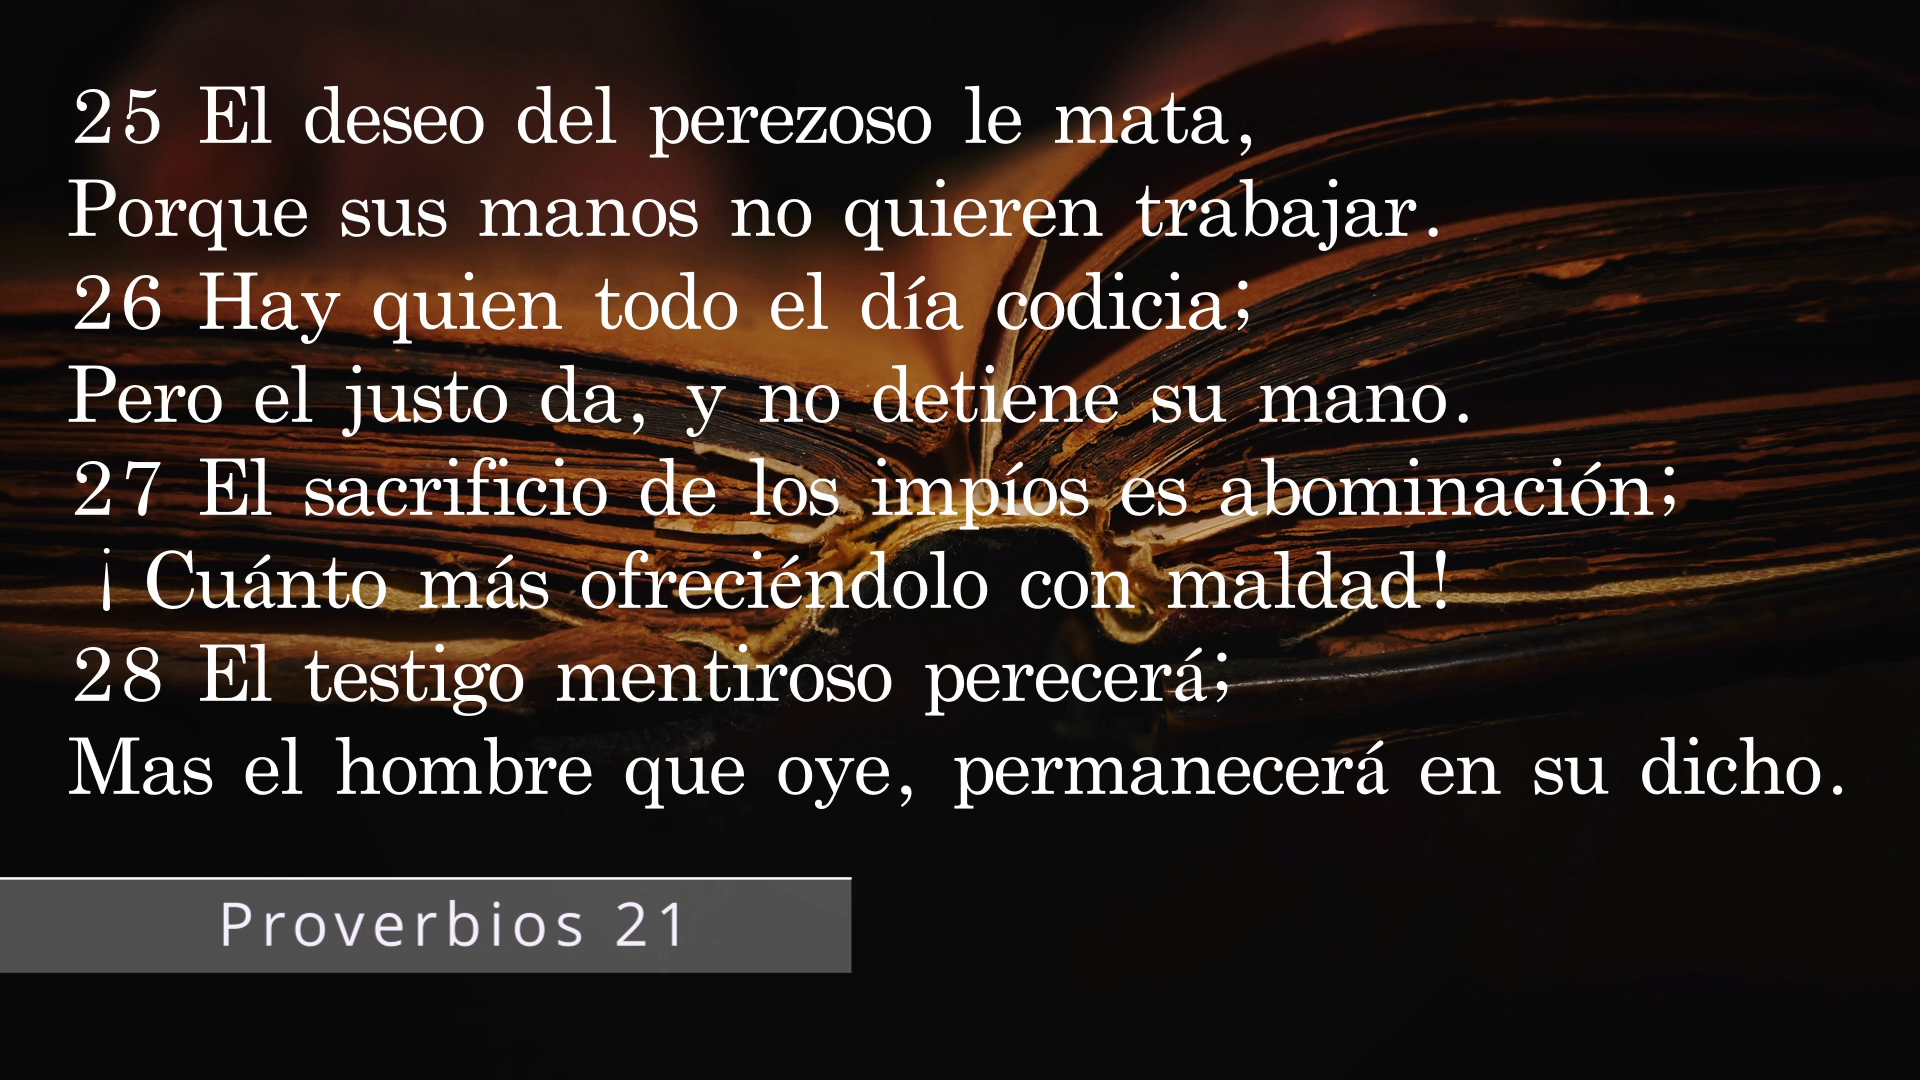 25 El deseo del perezoso le mata,
Porque sus manos no quieren trabajar.
26 Hay quien todo el día codicia;
Pero el justo da, y no detiene su mano.
27 El sacrificio de los impíos es abominación;
¡ Cuánto más ofreciéndolo con maldad!
28 El testigo mentiroso perecerá;
Mas el hombre que oye, permanecerá en su dicho.
Proverbios 21